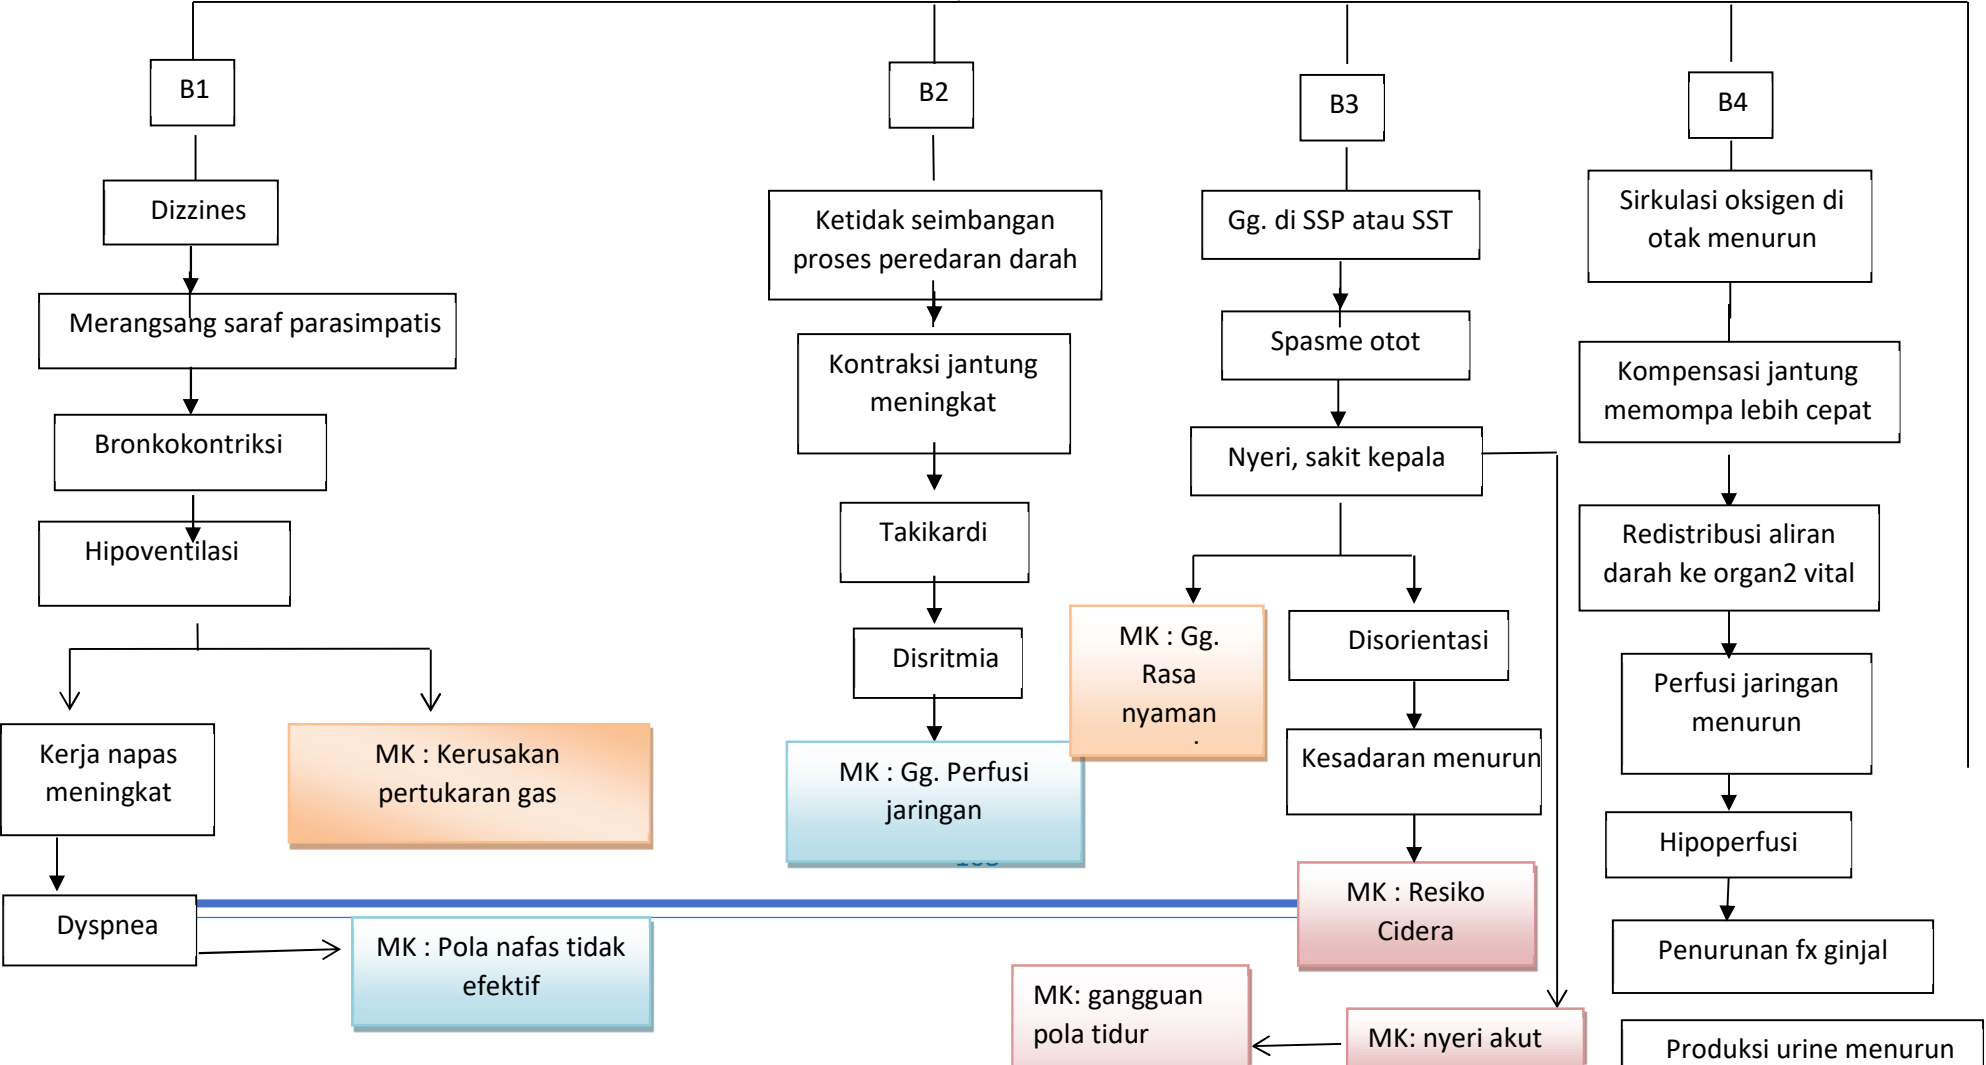 B1
Dizzines
Merangsang saraf parasimpatis
Bronkokontriksi
Hipoventilasi
Kerja napas
meningkat
MK : Kerusakan
pertukaran gas
Dyspnea
MK : Pola nafas tidak
efektif
B2
Ketidak seimbangan
proses peredaran darah
Kontraksi jantung
meningkat
Takikardi
Disritmia
MK : Gg. Perfusi
jaringan
B3
Gg. di SSP atau SST
Spasme otot
Nyeri, sakit kepala
MK : Gg.
Rasa
nyaman
.
Disorientasi
Kesadaran menurun
MK : Resiko
Cidera
MK: gangguan
pola tidur
MK: nyeri akut
B4
Sirkulasi oksigen di
otak menurun
Kompensasi jantung
memompa lebih cepat
Redistribusi aliran
darah ke organ2 vital
Perfusi jaringan
menurun
Hipoperfusi
Penurunan fx ginjal
Produksi urine menurun